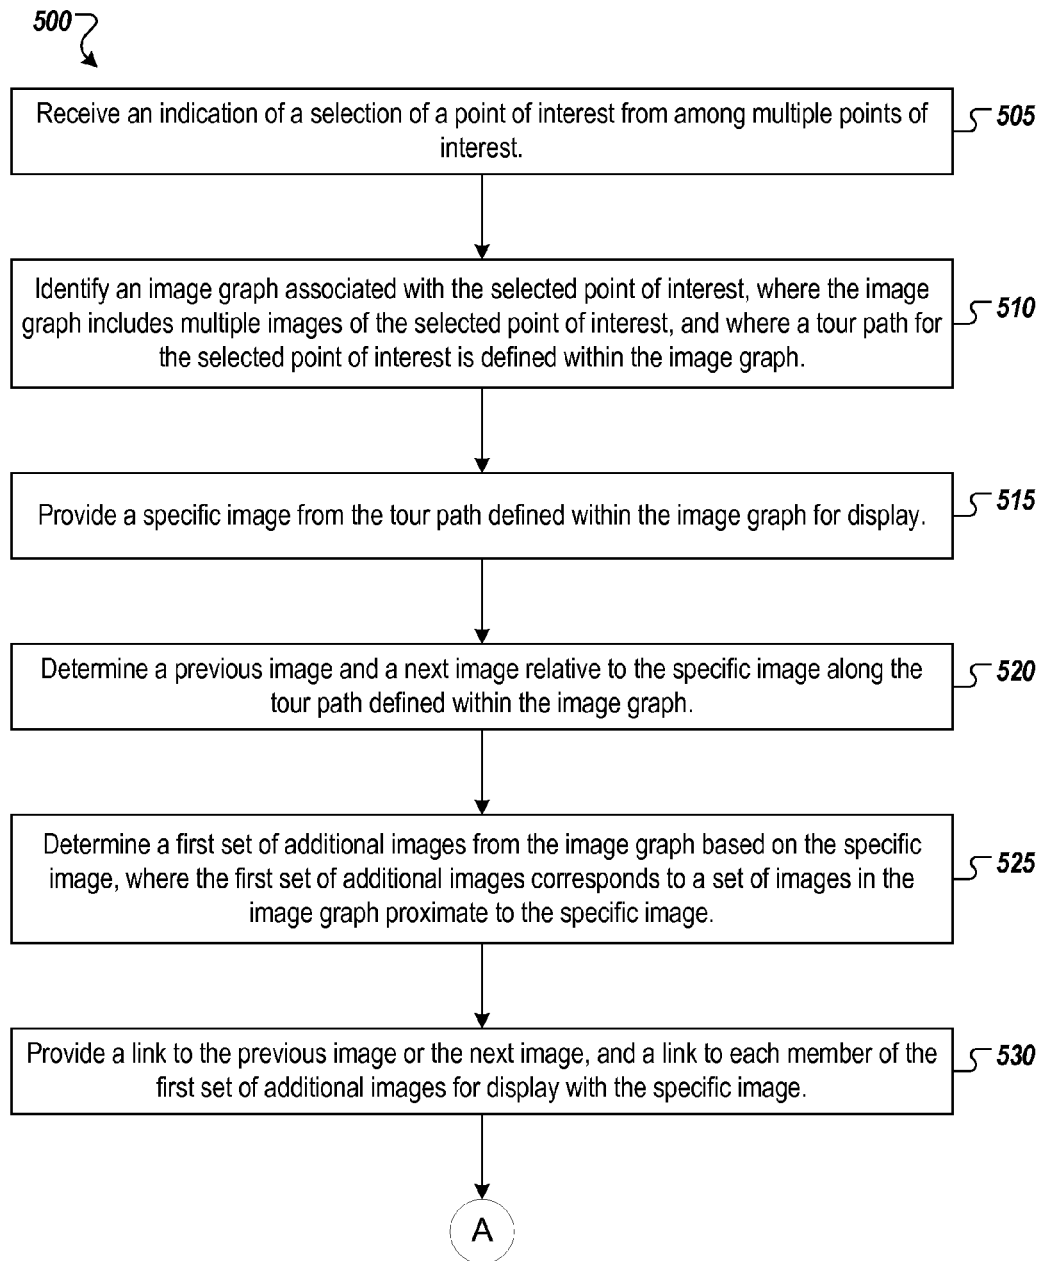 500
Receive an indication of a selection of a point of interest from among multiple points of
interest.
505
Identify an image graph associated with the selected point of interest, where the image
graph includes multiple images of the selected point of interest, and where a tour path for
the selected point of interest is defined within the image graph.
510
Provide a specific image from the tour path defined within the image graph for display.
515
Determine a previous image and a next image relative to the specific image along the
tour path defined within the image graph.
520
Determine a first set of additional images from the image graph based on the specific
image, where the first set of additional images corresponds to a set of images in the
image graph proximate to the specific image.
525
Provide a link to the previous image or the next image, and a link to each member of the
first set of additional images for display with the specific image.
530
A